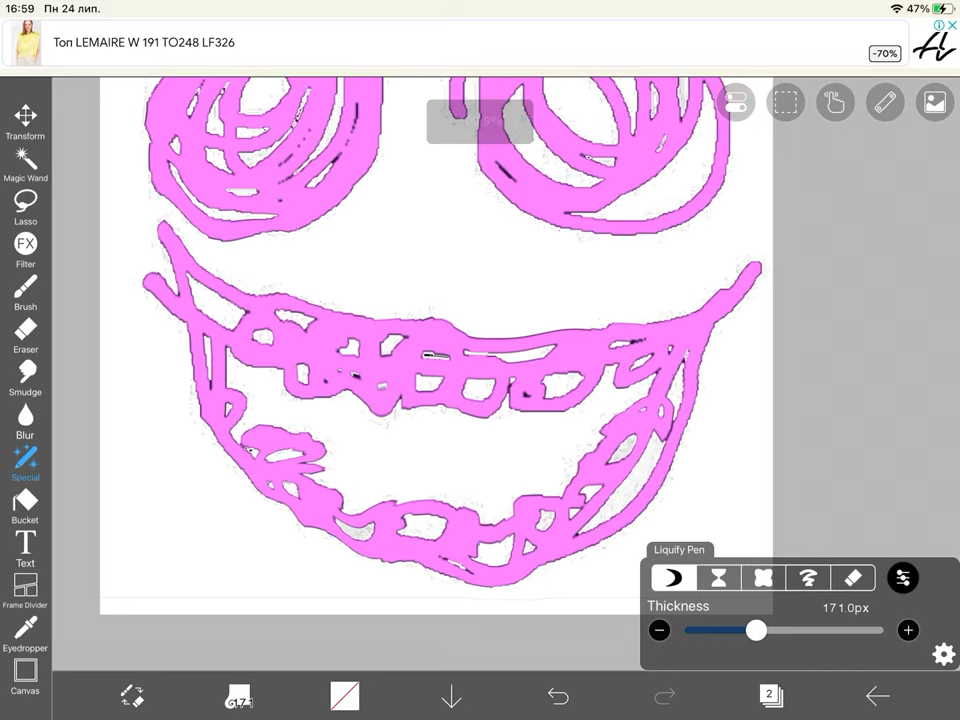 16:59 Пн 24 лип. 47%
Топ LEMAIRE W 191 TO248 LF326
-70%
Transform
Magic Wand
Lasso
FX
Filter
Brush
Eraser
Smudge
Blur
Special
Bucket
T
Text
Frame Divider
Eyedropper
Canvas
Liquify Pen
Thickness 171.0px
2